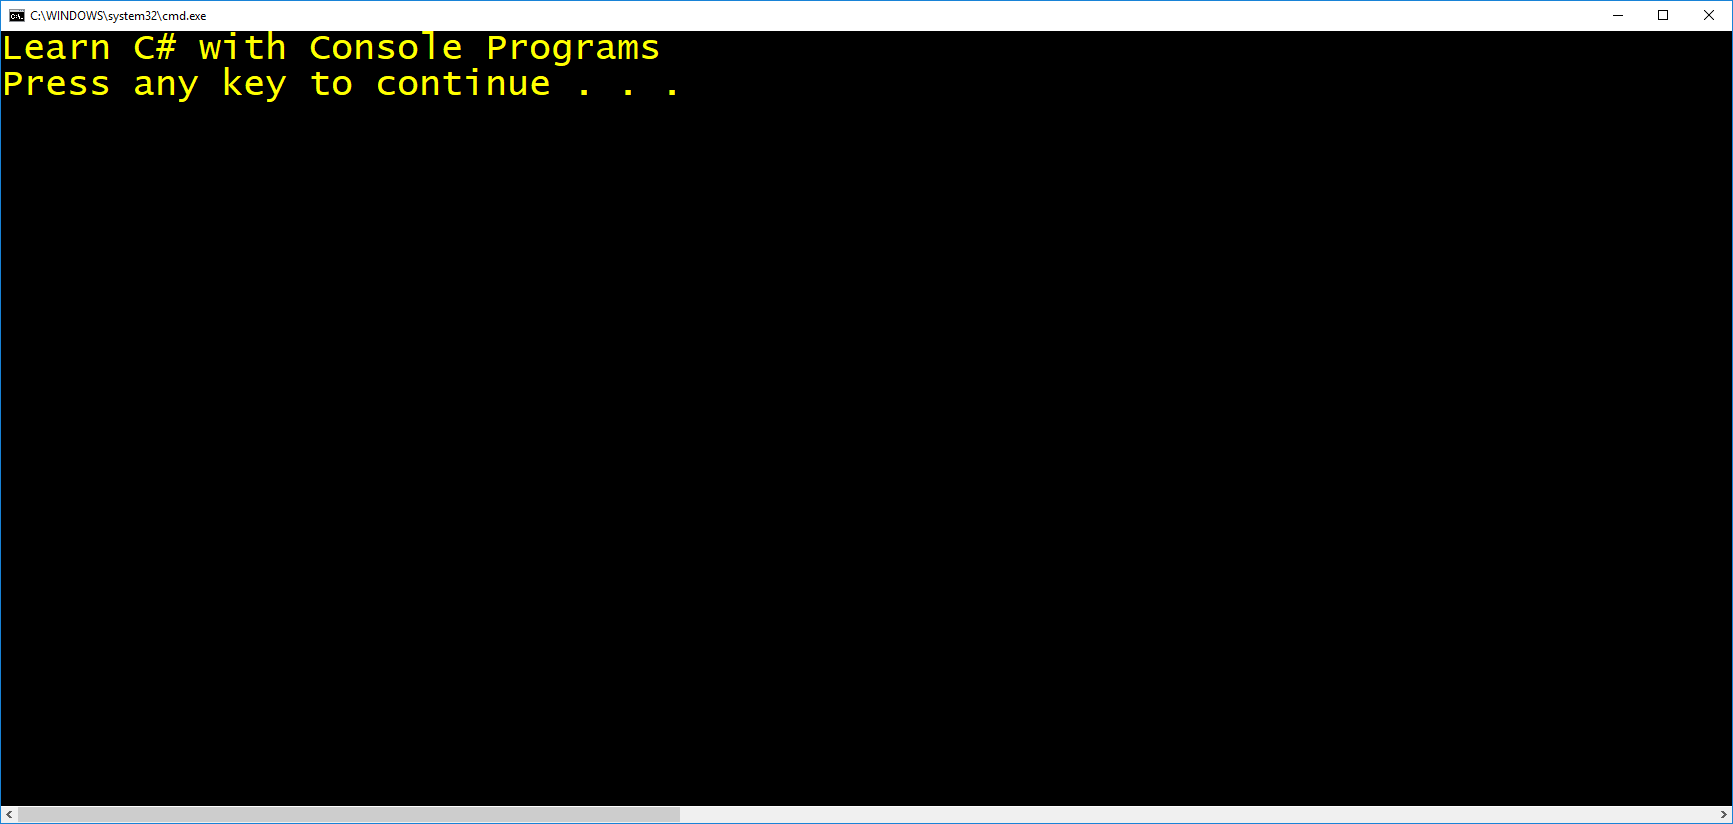 C:\WINDOWS\system32\cmd.exe
Learn C# with Console Programs
Press any key to continue . . .